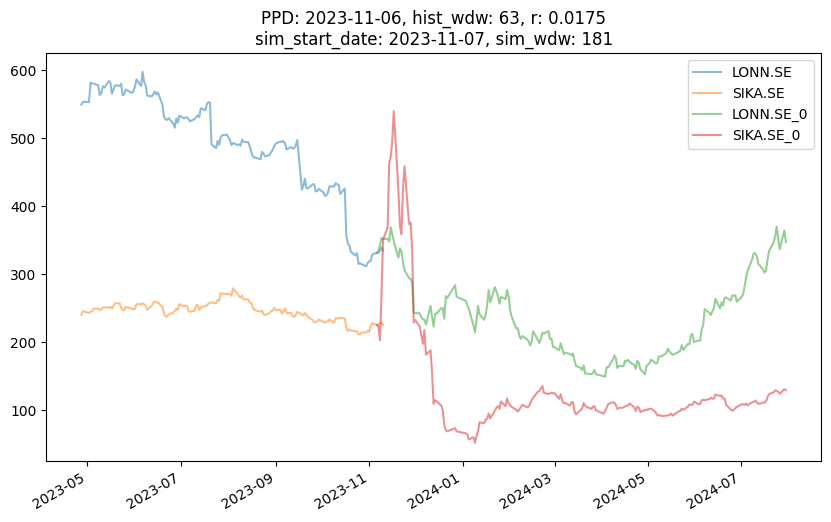 PPD: 2023-11-06, hist_wdw: 63, r: 0.0175
sim_start_date: 2023-11-07, sim_wdw: 181
LONN.SE
SIKA.SE
LONN.SE_0
SIKA.SE_0
600
500
400
300
200
100
2023-05
2023-07
2023-09
2023-11
2024-01
2024-03
2024-05
2024-07